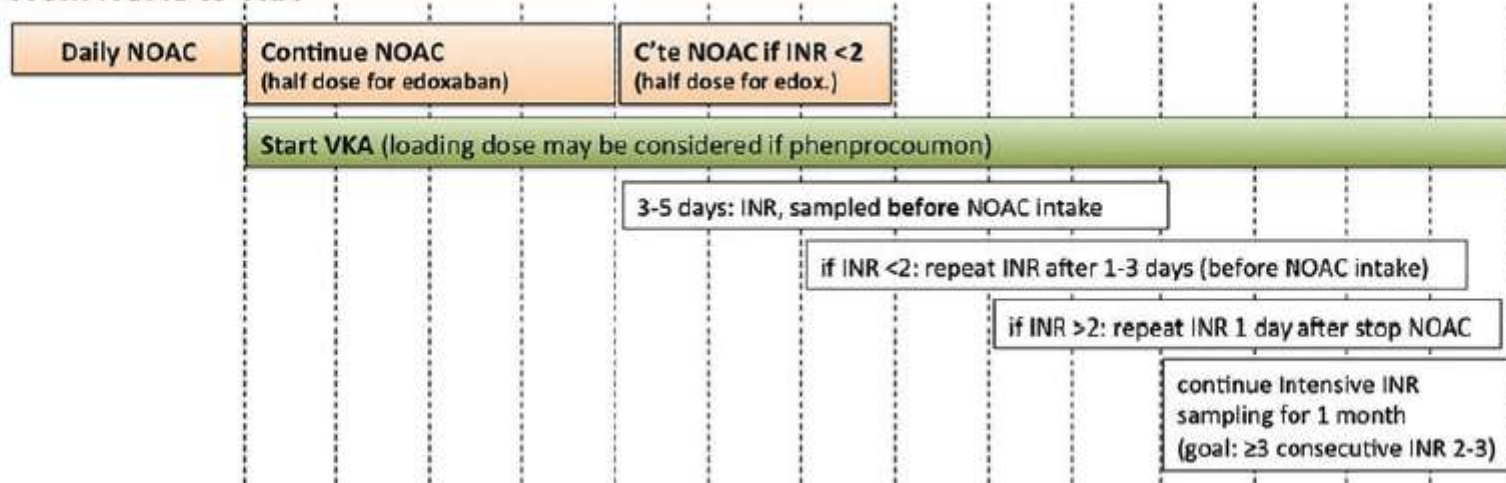 Daily NOAC
Continue NOAC
(half dose for edoxaban)
C'te NOAC if INR <2
(half dose for edox.)
Start VKA (loading dose may be considered if phenprocoumon)
3-5 days: INR, sampled before NOAC intake
if INR <2: repeat INR after 1-3 days (before NOAC intake)
if INR >2: repeat INR 1 day after stop NOAC
continue Intensive INR
sampling for 1 month
(goal: ≥3 consecutive INR 2-3)